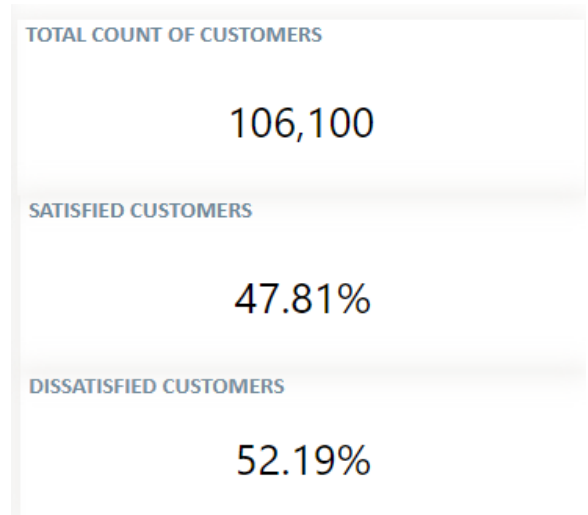 TOTAL COUNT OF CUSTOMERS
106,100
SATISFIED CUSTOMERS
47.81%
DISSATISFIED CUSTOMERS
52.19%